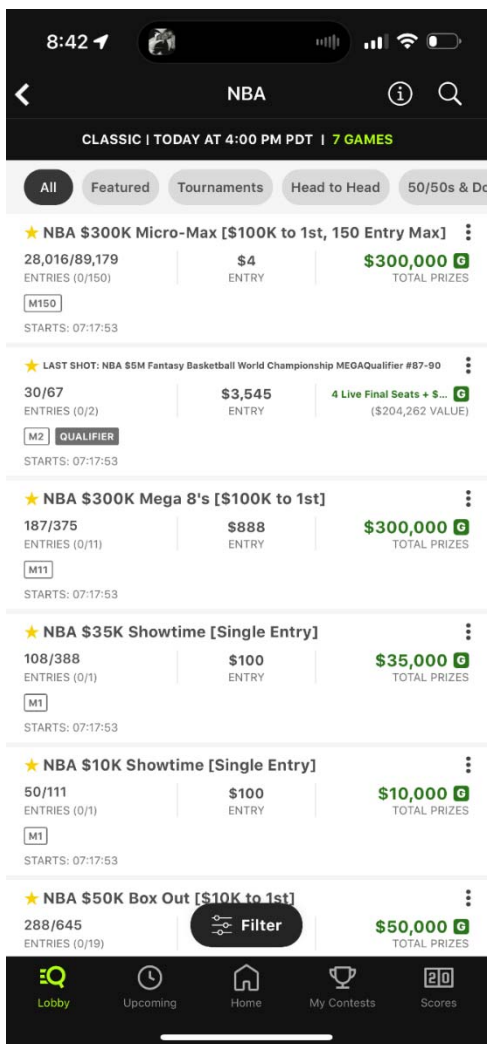 8:42
NBA
CLASSIC | TODAY AT 4:00 PM PDT | 7 GAMES
All Featured Tournaments Head to Head 50/50s & Do
NBA $300K Micro-Max [$100K to 1st, 150 Entry Max]
28,016/89,179 $4 $300,000 G
ENTRIES (0/150) ENTRY TOTAL PRIZES
M150
STARTS: 07:17:53
LAST SHOT: NBA $5M Fantasy Basketball World Championship MEGAQualifier #87-90
30/67 $3,545 4 Live Final Seats + $... G
ENTRIES (0/2) ENTRY ($204,262 VALUE)
M2 QUALIFIER
STARTS: 07:17:53
NBA $300K Mega 8's [$100K to 1st]
187/375 $888 $300,000 G
ENTRIES (0/11) ENTRY TOTAL PRIZES
M11
STARTS: 07:17:53
NBA $35K Showtime [Single Entry]
108/388 $100 $35,000 G
ENTRIES (0/1) ENTRY TOTAL PRIZES
M1
STARTS: 07:17:53
NBA $10K Showtime [Single Entry]
50/111 $100 $10,000 G
ENTRIES (0/1) ENTRY TOTAL PRIZES
M1
STARTS: 07:17:53
NBA $50K Box Out [$10K to 1st]
288/645 Filter $50,000 G
ENTRIES (0/19) TOTAL PRIZES
2 0
Lobby Upcoming Home My Contests Scores